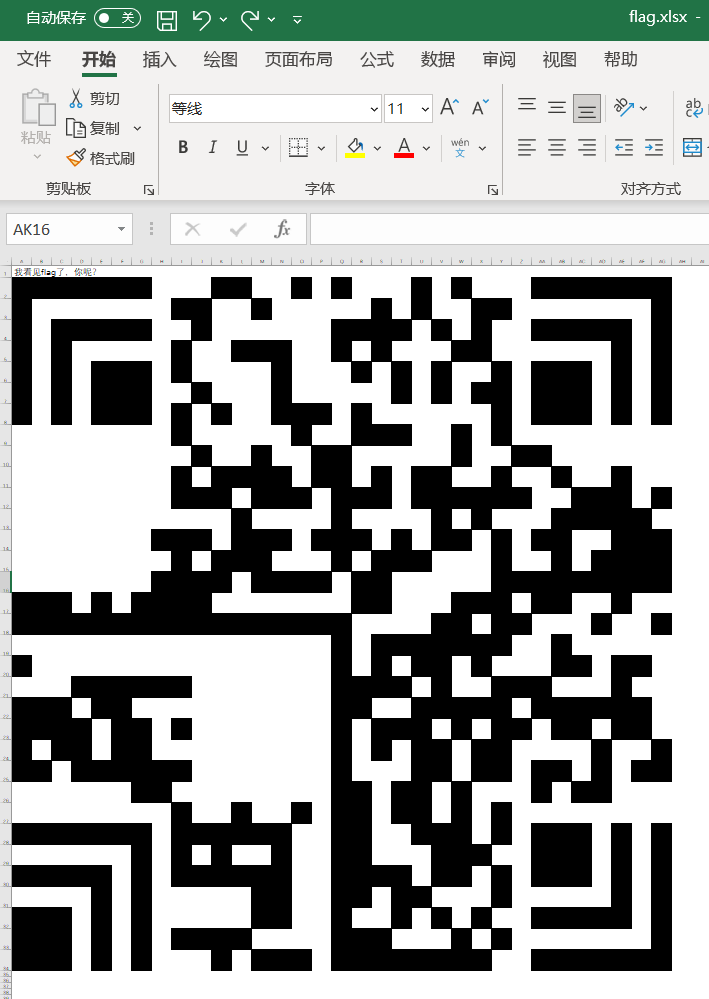 自动保存 关 flag.xlsx -
文件 开始 插入 绘图 页面布局 公式 数据 审阅 视图 帮助
粘贴 剪切 复制 格式刷
等线 11 A A ab
B I U A wén 文
剪贴板 字体 对齐方式
AK16 fx
我看见flag了，你呢？